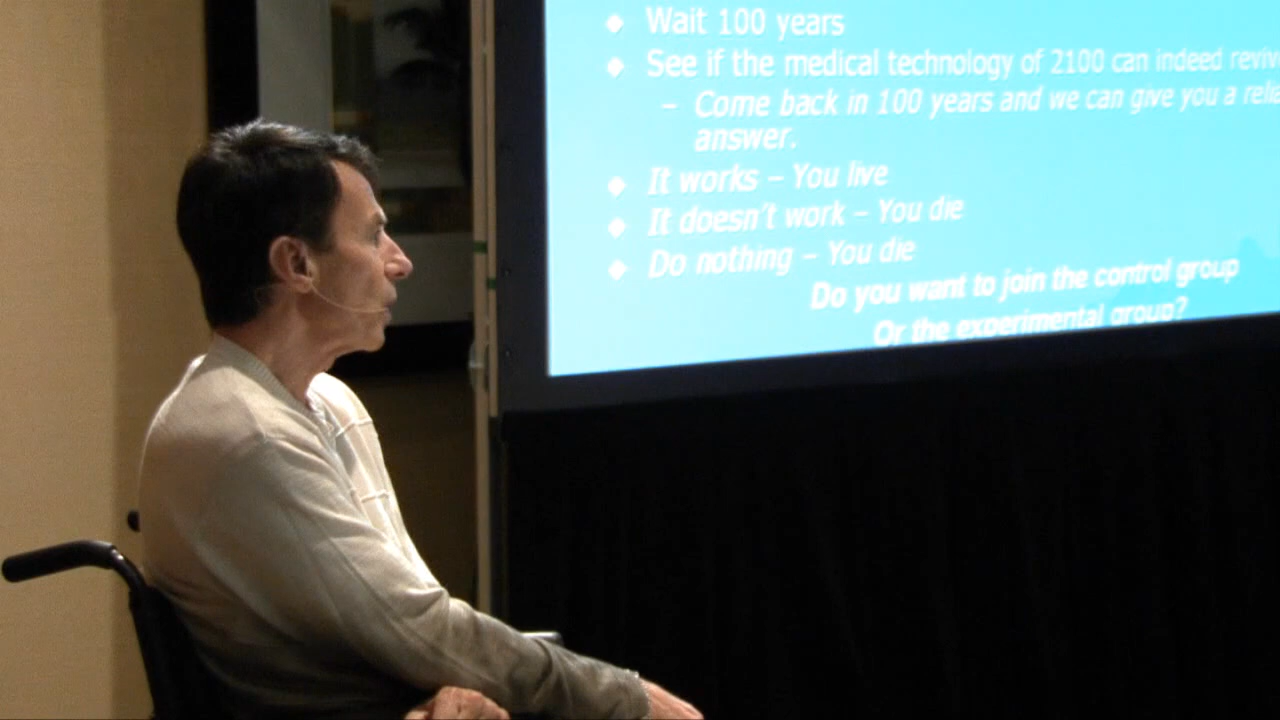 Wait 100 years
See if the medical technology of 2100 can indeed
– Come back in 100 years and we can give you a
answer.
It works – You live
It doesn't work – You die
Do nothing – You die
Do you want to join the control group
Or the experimental group?